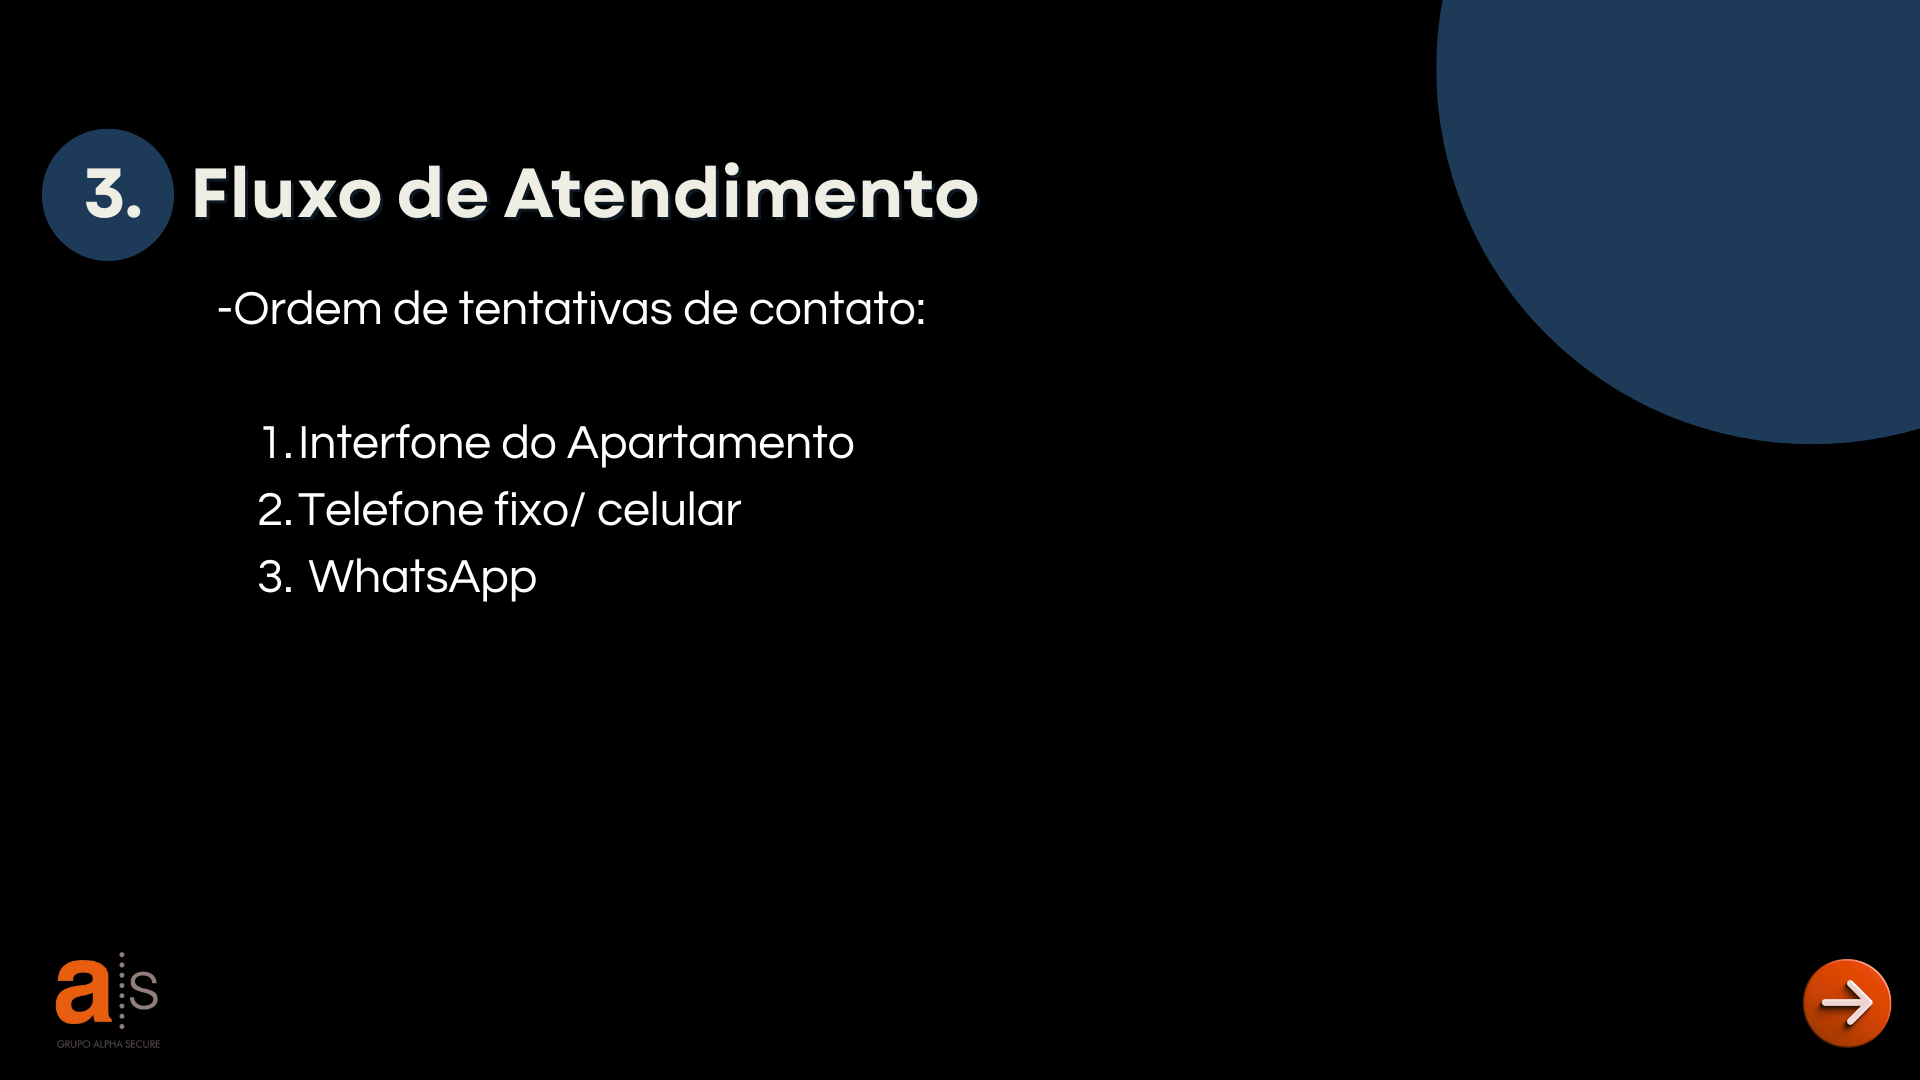 3. Fluxo de Atendimento
-Ordem de tentativas de contato:
1. Interfone do Apartamento
2. Telefone fixo/ celular
3. WhatsApp
a s
GRUPO ALPHA SECURE